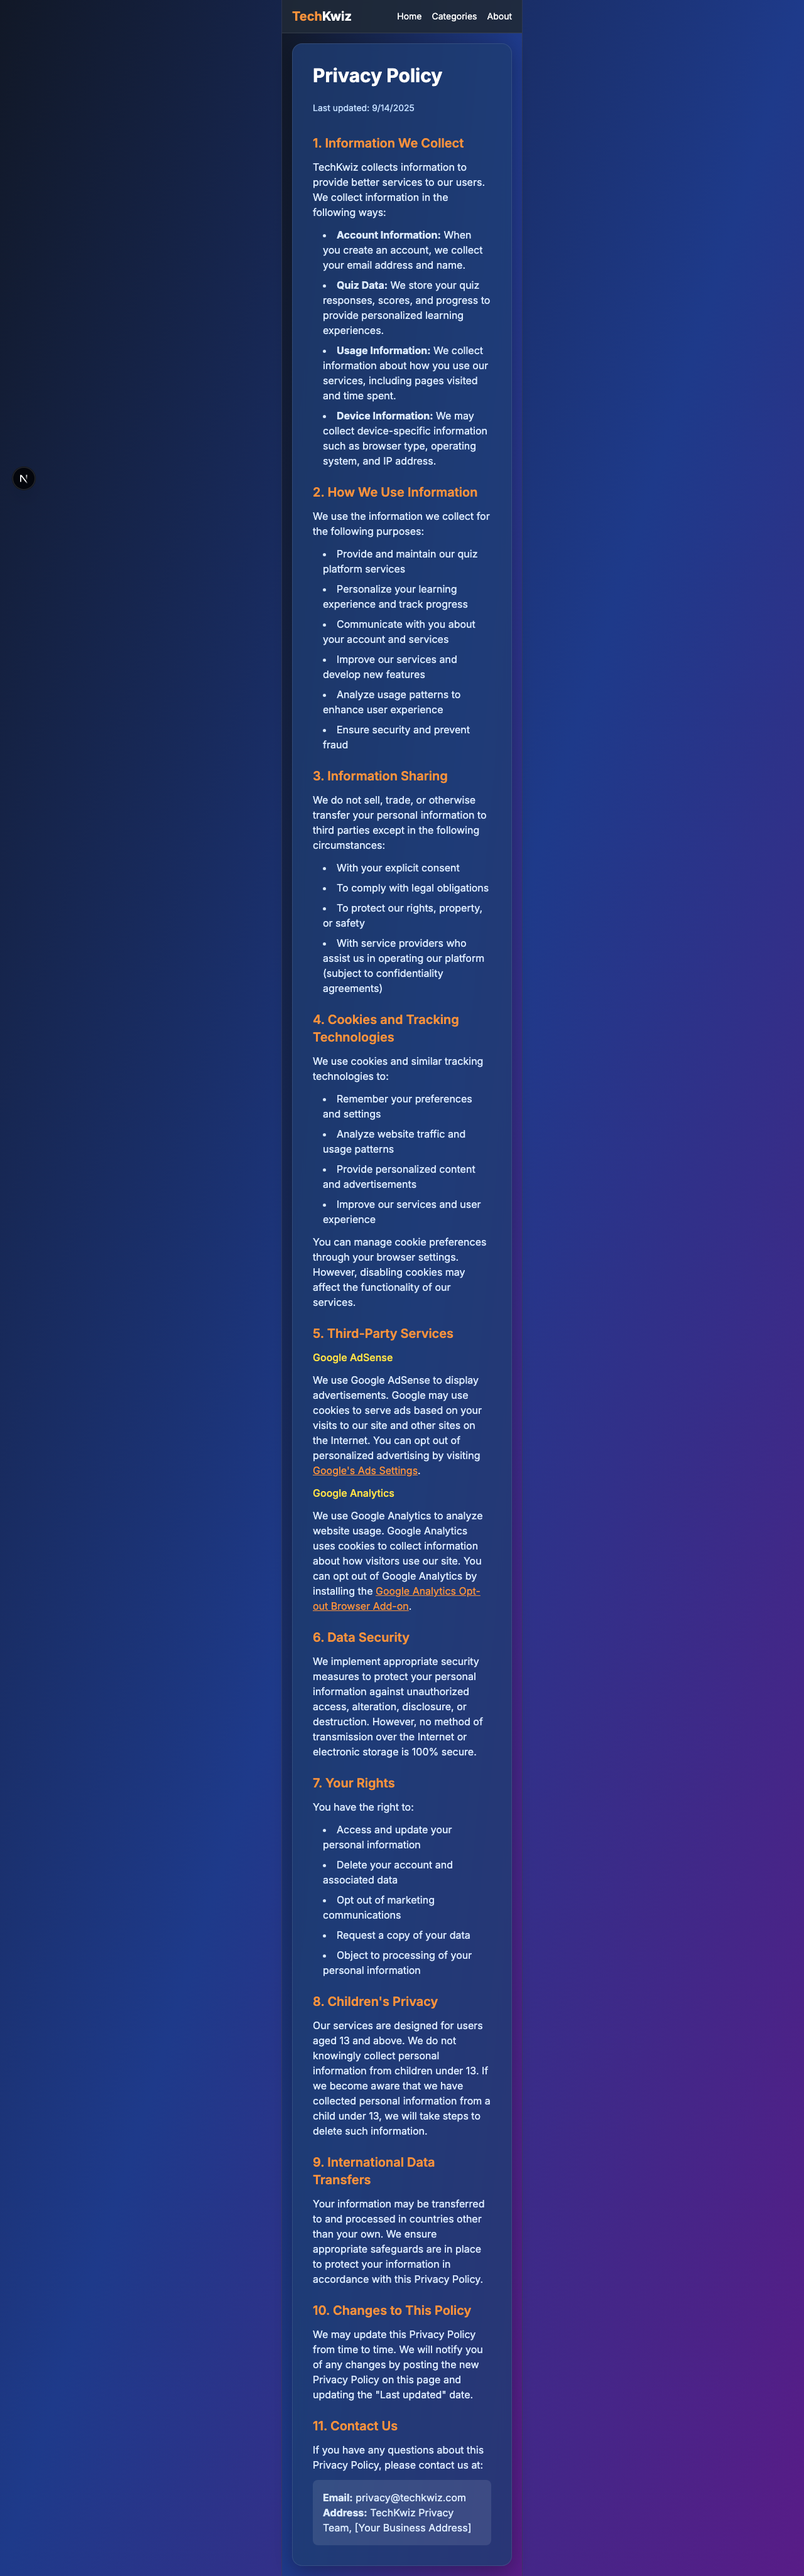 TechKwiz
Home Categories About
Privacy Policy
Last updated: 9/14/2025
1. Information We Collect
TechKwiz collects information to
provide better services to our users.
We collect information in the
following ways:
• Account Information: When
you create an account, we collect
your email address and name.
• Quiz Data: We store your quiz
responses, scores, and progress to
provide personalized learning
experiences.
• Usage Information: We collect
information about how you use our
services, including pages visited
and time spent.
• Device Information: We may
collect device-specific information
such as browser type, operating
system, and IP address.
N
2. How We Use Information
We use the information we collect for
the following purposes:
• Provide and maintain our quiz
platform services
• Personalize your learning
experience and track progress
• Communicate with you about
your account and services
• Improve our services and
develop new features
• Analyze usage patterns to
enhance user experience
• Ensure security and prevent
fraud
3. Information Sharing
We do not sell, trade, or otherwise
transfer your personal information to
third parties except in the following
circumstances:
• With your explicit consent
• To comply with legal obligations
• To protect our rights, property,
or safety
• With service providers who
assist us in operating our platform
(subject to confidentiality
agreements)
4. Cookies and Tracking
Technologies
We use cookies and similar tracking
technologies to:
• Remember your preferences
and settings
• Analyze website traffic and
usage patterns
• Provide personalized content
and advertisements
• Improve our services and user
experience
You can manage cookie preferences
through your browser settings.
However, disabling cookies may
affect the functionality of our
services.
5. Third-Party Services
Google AdSense
We use Google AdSense to display
advertisements. Google may use
cookies to serve ads based on your
visits to our site and other sites on
the Internet. You can opt out of
personalized advertising by visiting
Google's Ads Settings.
Google Analytics
We use Google Analytics to analyze
website usage. Google Analytics
uses cookies to collect information
about how visitors use our site. You
can opt out of Google Analytics by
installing the Google Analytics Opt-
out Browser Add-on.
6. Data Security
We implement appropriate security
measures to protect your personal
information against unauthorized
access, alteration, disclosure, or
destruction. However, no method of
transmission over the Internet or
electronic storage is 100% secure.
7. Your Rights
You have the right to:
• Access and update your
personal information
• Delete your account and
associated data
• Opt out of marketing
communications
• Request a copy of your data
• Object to processing of your
personal information
8. Children's Privacy
Our services are designed for users
aged 13 and above. We do not
knowingly collect personal
information from children under 13. If
we become aware that we have
collected personal information from a
child under 13, we will take steps to
delete such information.
9. International Data
Transfers
Your information may be transferred
to and processed in countries other
than your own. We ensure
appropriate safeguards are in place
to protect your information in
accordance with this Privacy Policy.
10. Changes to This Policy
We may update this Privacy Policy
from time to time. We will notify you
of any changes by posting the new
Privacy Policy on this page and
updating the "Last updated" date.
11. Contact Us
If you have any questions about this
Privacy Policy, please contact us at:
Email: privacy@techkwiz.com
Address: TechKwiz Privacy
Team, [Your Business Address]